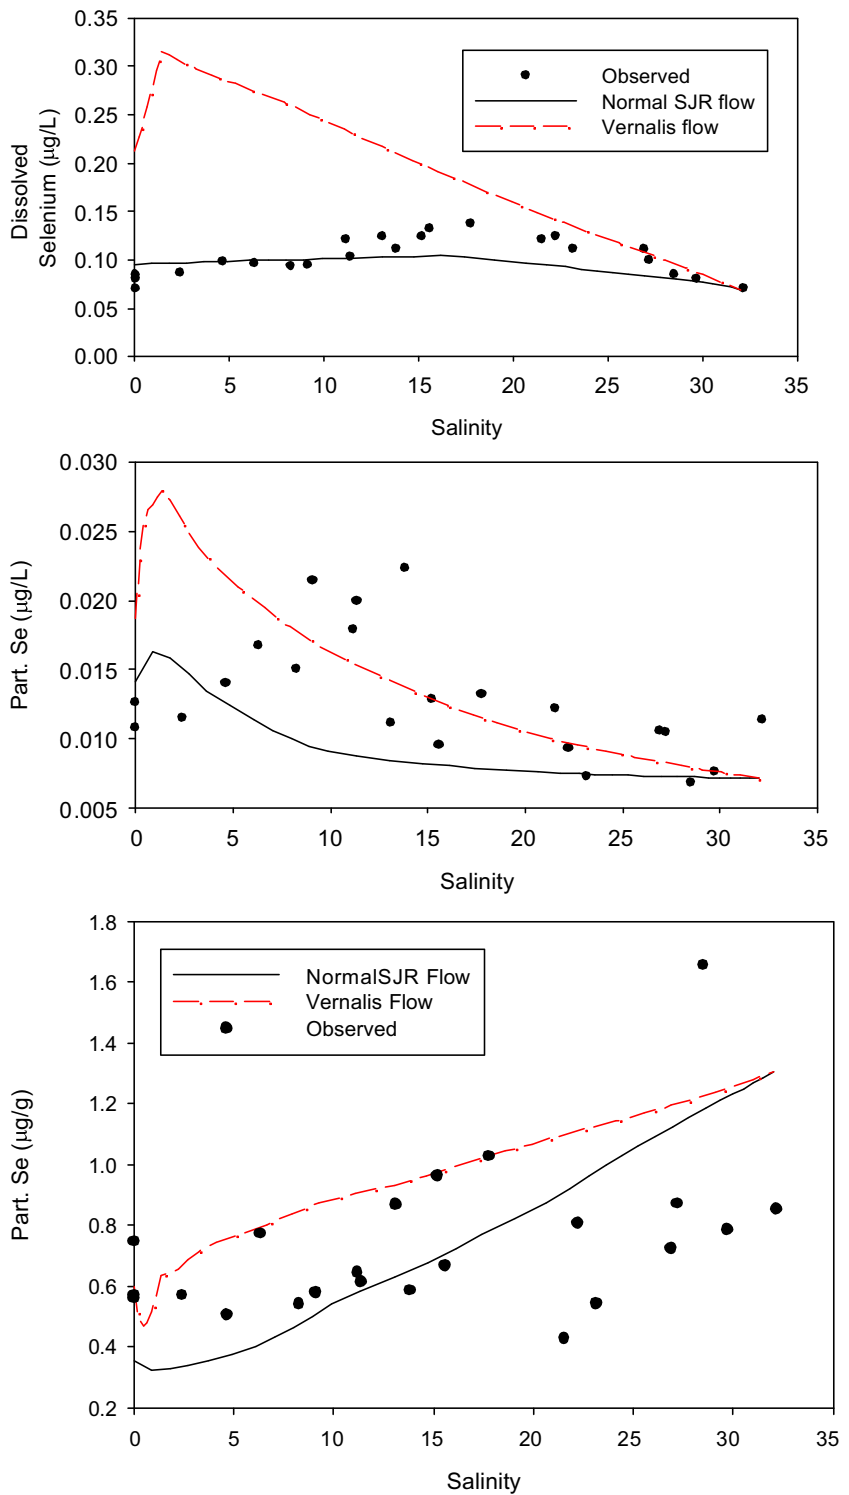 0.35
0.30
0.25
0.20
0.15
0.10
0.05
0.00
Dissolved
Selenium (μg/L)
Observed
Normal SJR flow
Vernalis flow
0 5 10 15 20 25 30 35
Salinity
0.030
0.025
0.020
0.015
0.010
0.005
Part. Se (μg/L)
0 5 10 15 20 25 30 35
Salinity
1.8
1.6
1.4
1.2
1.0
0.8
0.6
0.4
0.2
Part. Se (μg/g)
NormalSJR Flow
Vernalis Flow
Observed
0 5 10 15 20 25 30 35
Salinity